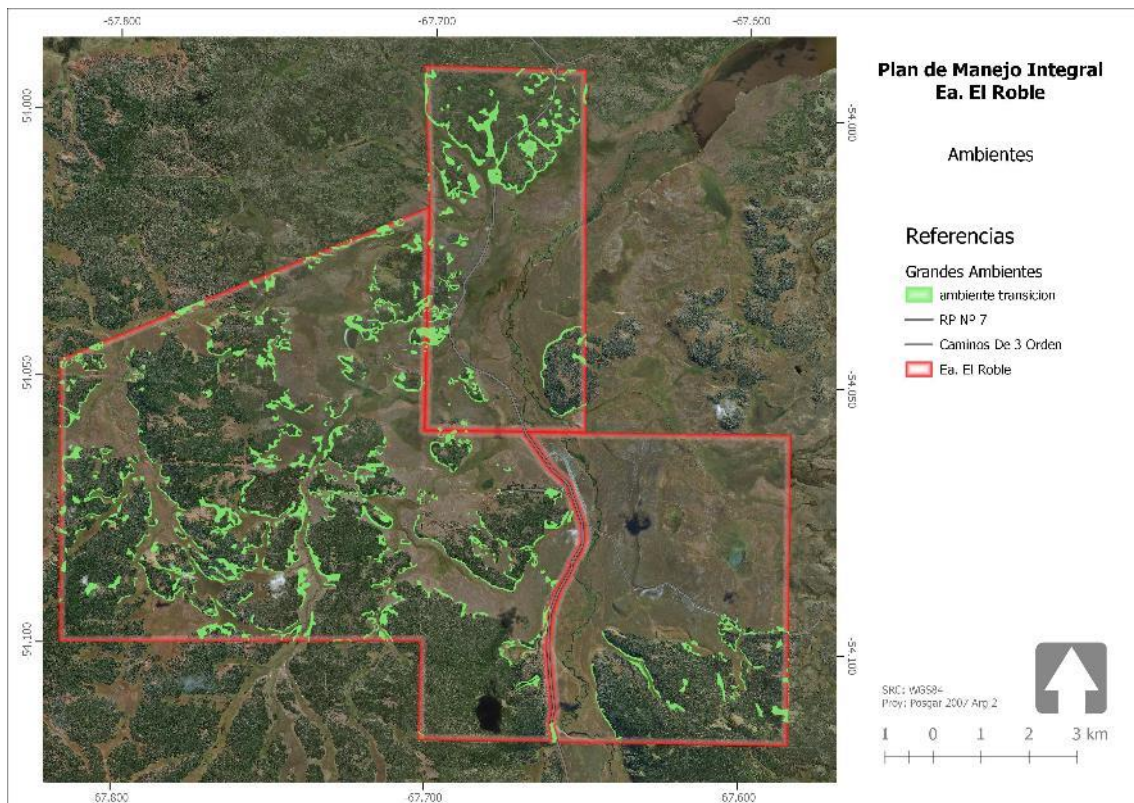 -67.800 -67.700 -67.600
Plan de Manejo Integral
Ea. El Roble
Ambientes
-54.000
-54.000
Referencias
Grandes Ambientes
ambiente transicion
RP Nº 7
Caminos De 3 Orden
Ea. El Roble
-54.050
-54.050
-54.100
-54.100
SRC: WGS84
Proy: Posgar 2007 Arg 2
1 0 1 2 3 km
-67.800 -67.700 -67.600